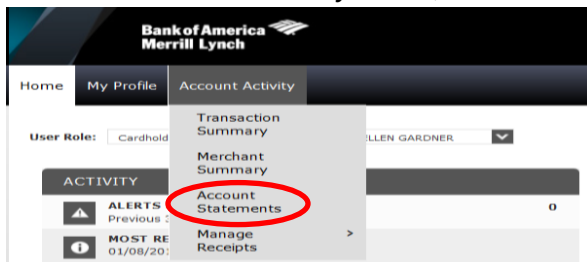 Bank of America
Merrill Lynch
Home My Profile Account Activity
Transaction
Summary
User Role: Cardhold GARDNER
Merchant
Summary
ACTIVITY
Account
Statements
ALERTS 0
Previous
Manage >
Receipts
MOST RE
01/08/20